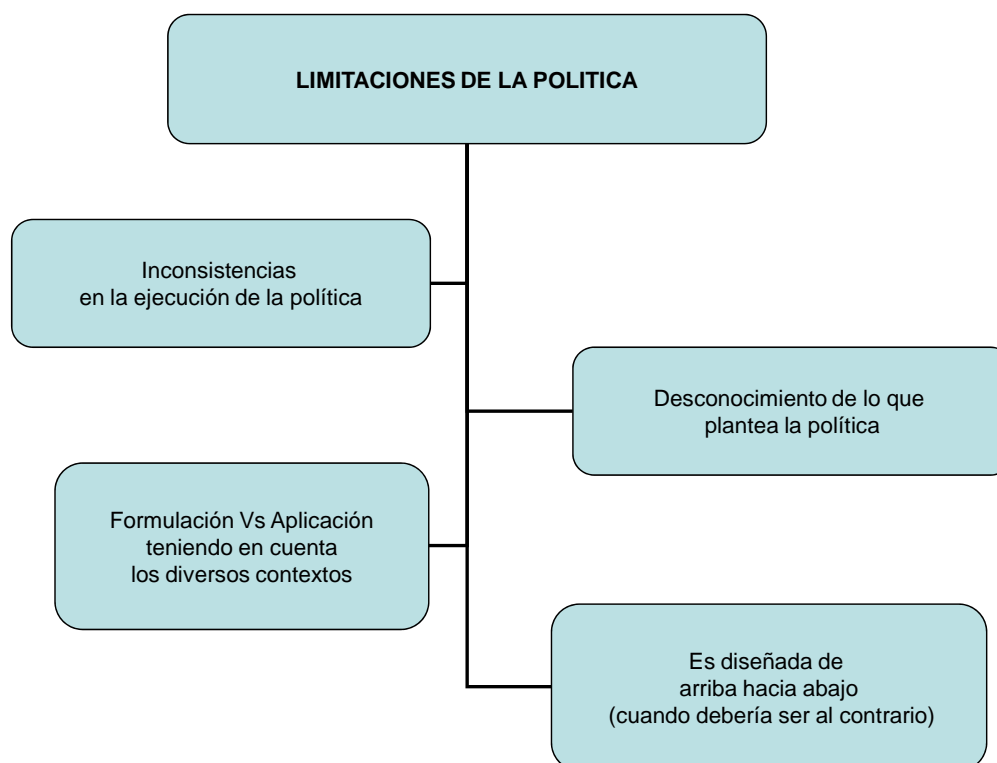 LIMITACIONES DE LA POLITICA
Inconsistencias
en la ejecución de la política
Desconocimiento de lo que
plantea la política
Formulación Vs Aplicación
teniendo en cuenta
los diversos contextos
Es diseñada de
arriba hacia abajo
(cuando debería ser al contrario)